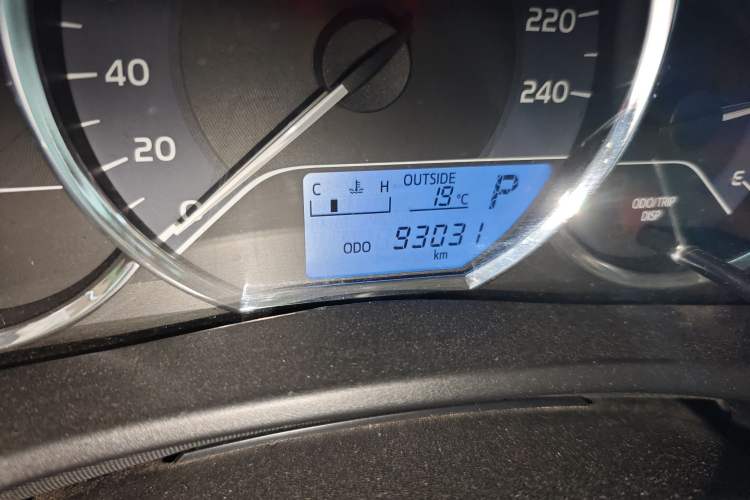 220
40
240
20
0
C H
OUTSIDE
19 °C
P
ODO 93031
km
ODO/TRIP
DISP